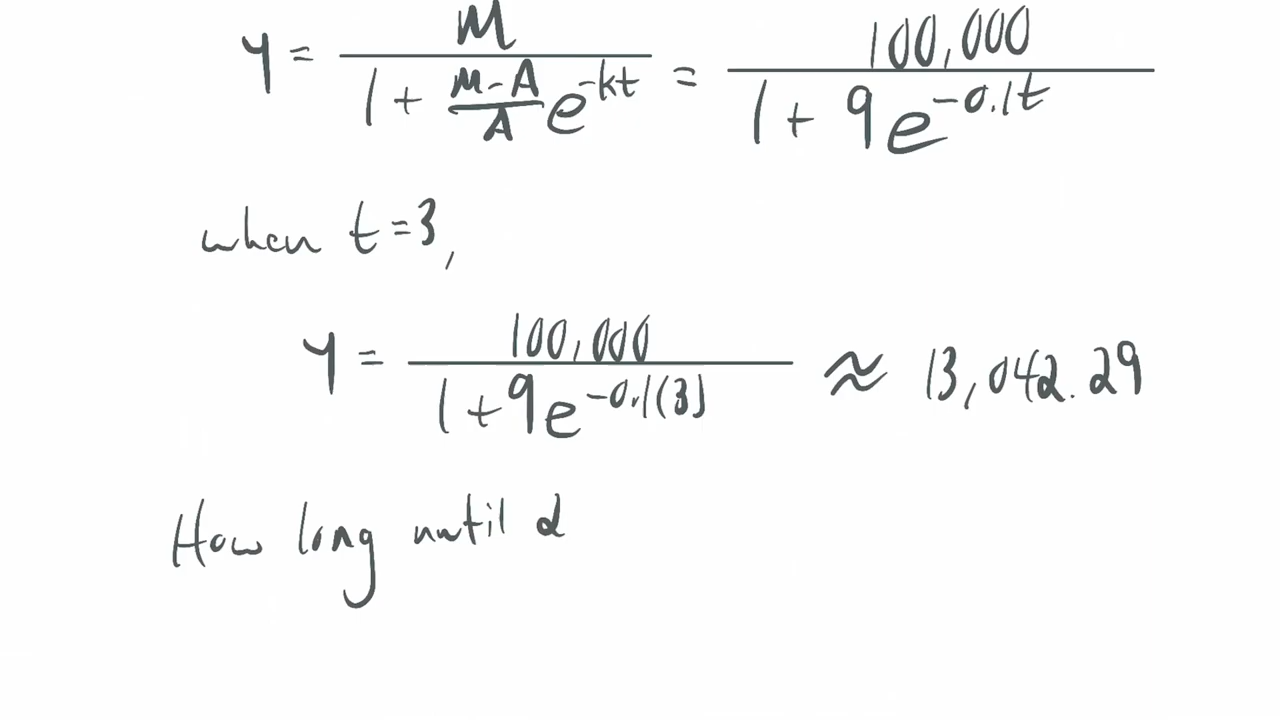 y = M / (1 + (M-A)/A e^-kt) = 100,000 / (1 + 9e^-0.1t)
when t = 3,
y = 100,000 / (1 + 9e^-0.1(3)) ≈ 13,042.29
How long until d